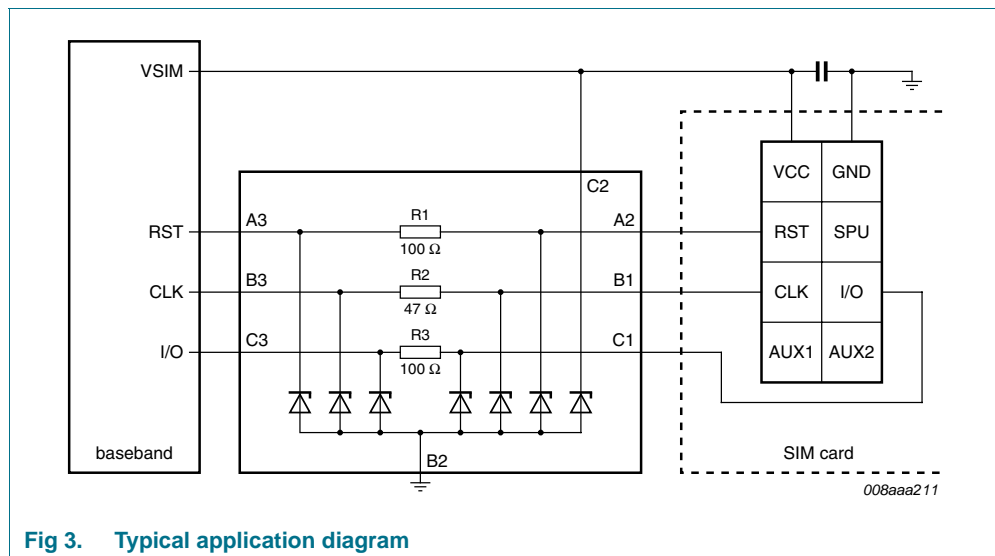 VSIM
C2
VCC GND
RST A3 R1 A2 RST SPU
100 Ω
CLK B3 R2 B1 CLK I/O
47 Ω
I/O C3 R3 C1 AUX1 AUX2
100 Ω
baseband B2 SIM card
008aaa211
Fig 3. Typical application diagram